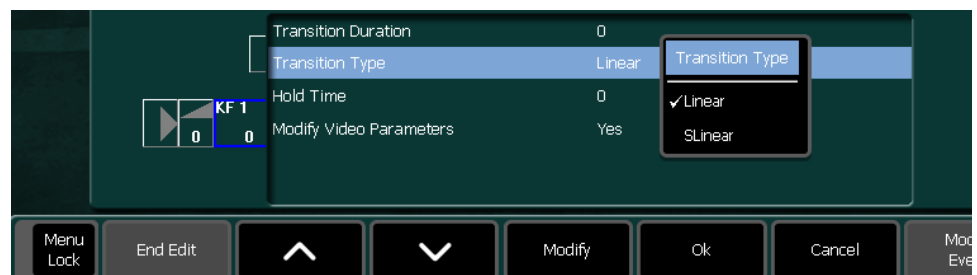 Transition Duration 0
Transition Type Linear
Hold Time 0
Modify Video Parameters Yes
Transition Type
✓Linear
SLinear
KF 1
0 0
Menu Lock
End Edit
Modify
Ok
Cancel